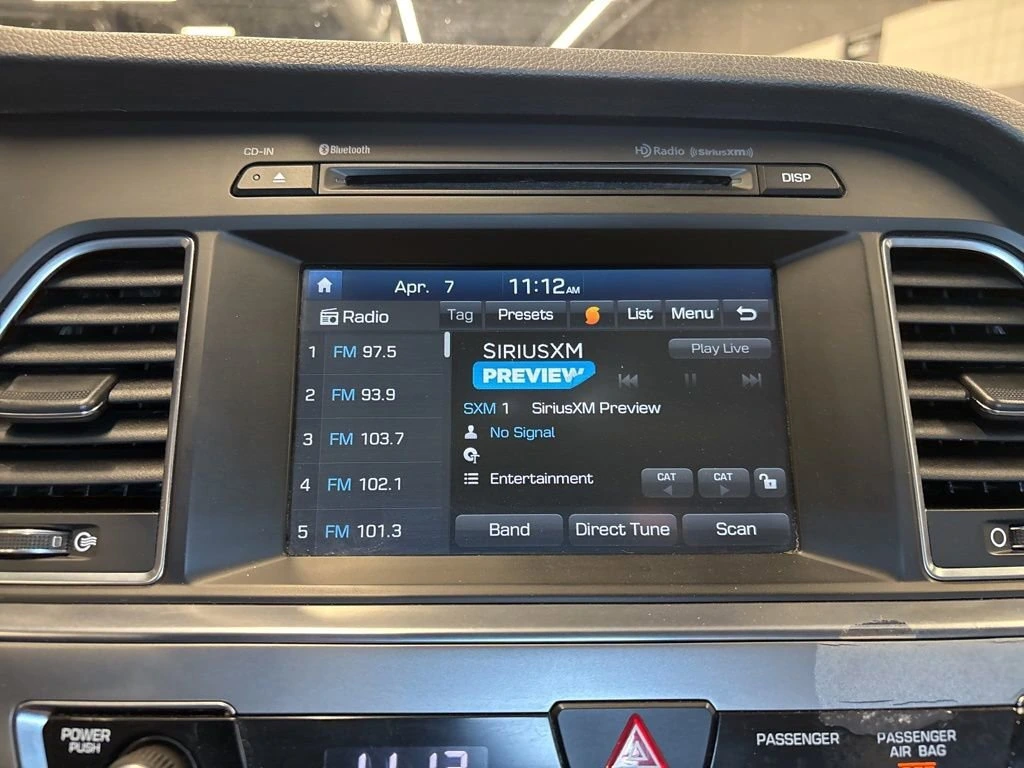 CD-IN
Bluetooth
HD Radio ((SiriusXM))
DISP
Apr. 7 11:12 AM
Radio Tag Presets List Menu
1 FM 97.5
2 FM 93.9
3 FM 103.7
4 FM 102.1
5 FM 101.3
SIRIUSXM
PREVIEW
Play Live
SXM 1 SiriusXM Preview
No Signal
Entertainment
CAT CAT
Band Direct Tune Scan
POWER
PUSH
PASSENGER
PASSENGER
AIR BAG